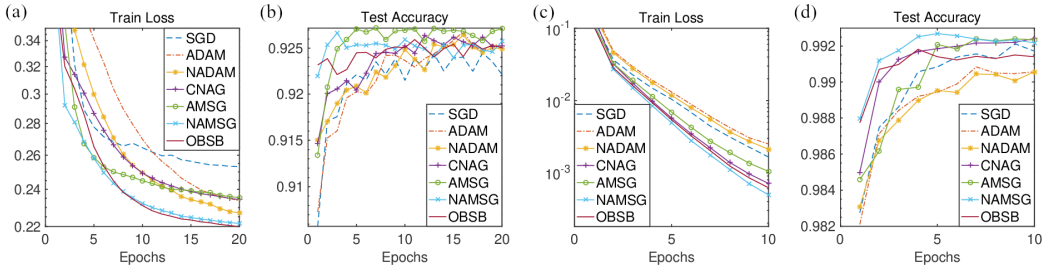 (a) Train Loss
0.34
0.32
0.3
0.28
0.26
0.24
0.22
0 5 10 15 20
Epochs
SGD
ADAM
NADAM
CNAG
AMSG
NAMSG
OBSB
(b) Test Accuracy
0.925
0.92
0.915
0.91
0 5 10 15 20
Epochs
SGD
ADAM
NADAM
CNAG
AMSG
NAMSG
OBSB
(c) Train Loss
10-1
10-2
10-3
0 5 10
Epochs
SGD
ADAM
NADAM
CNAG
AMSG
NAMSG
OBSB
(d) Test Accuracy
0.992
0.99
0.988
0.986
0.984
0.982
0 5 10
Epochs
SGD
ADAM
NADAM
CNAG
AMSG
NAMSG
OBSB